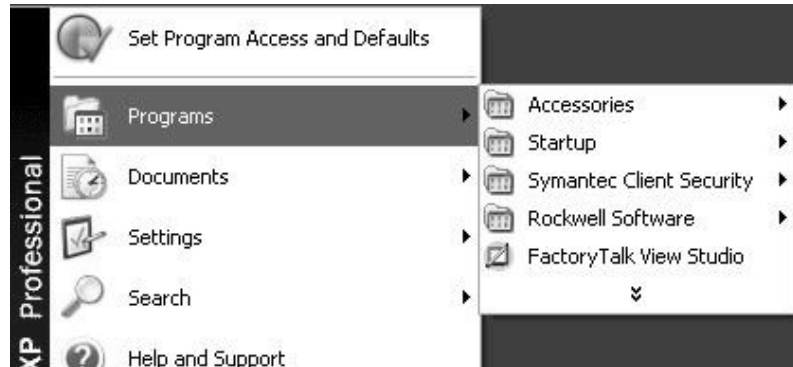 Set Program Access and Defaults
Programs
Documents
Settings
Search
Help and Support
Accessories
Startup
Symantec Client Security
Rockwell Software
FactoryTalk View Studio
XP Professional